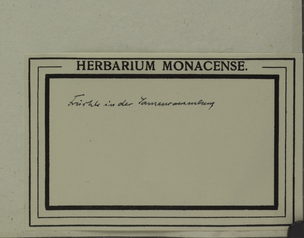 HERBARIUM MONACENSE.
Früchte in der Samensammlung